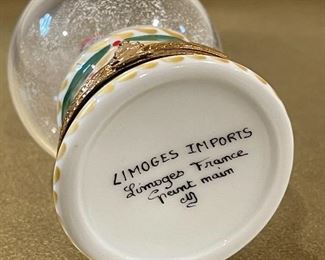 LIMOGES IMPORTS
Limoges France
Peint main